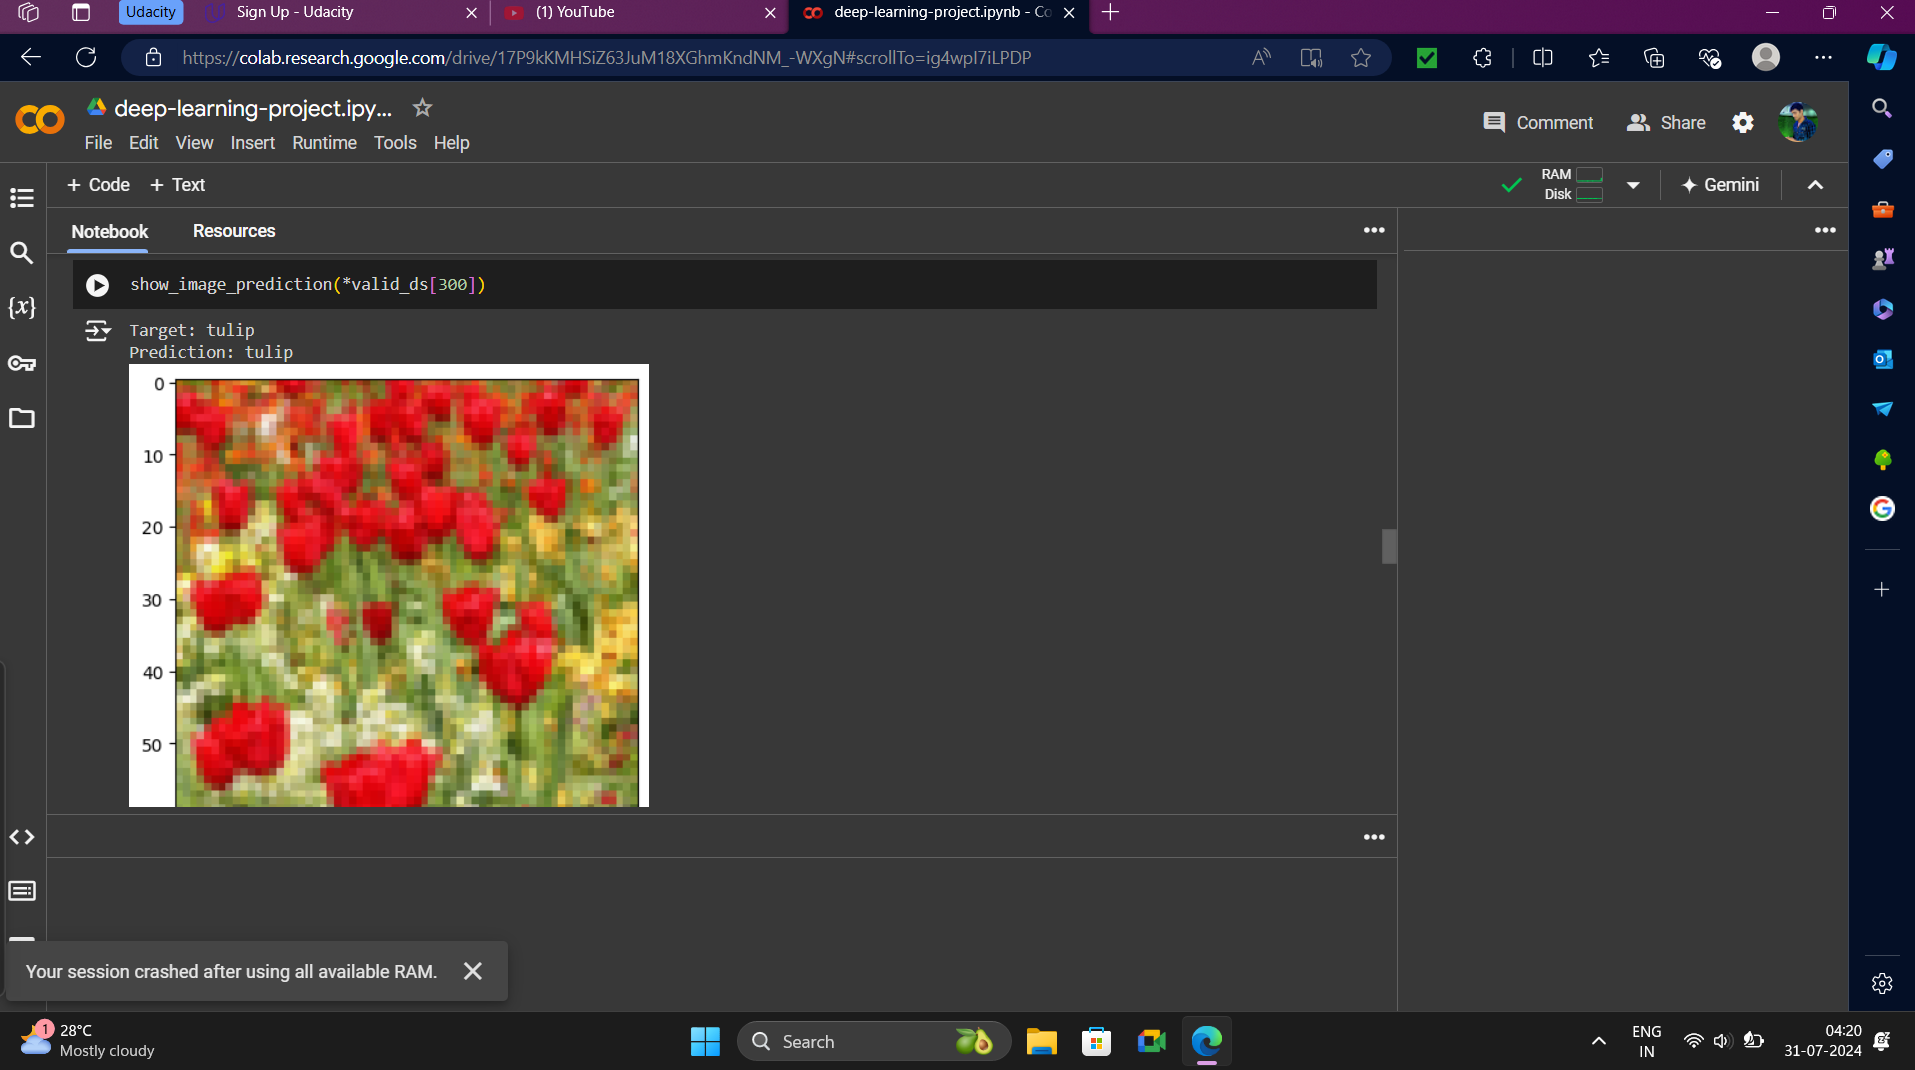 Udacity
Sign Up - Udacity
(1) YouTube
deep-learning-project.ipynb - Co
https://colab.research.google.com/drive/17P9kKMHSiZ63JuM18XGhmKndNM_-WXgN#scrollTo=ig4wpI7iLPDP
deep-learning-project.ipy...
File Edit View Insert Runtime Tools Help
Comment
Share
+ Code + Text
RAM
Disk
Gemini
Notebook Resources
show_image_prediction(*valid_ds[300])
Target: tulip
Prediction: tulip
0
10
20
30
40
50
{x}
Your session crashed after using all available RAM.
1
28°C
Mostly cloudy
Search
ENG
IN
04:20
31-07-2024